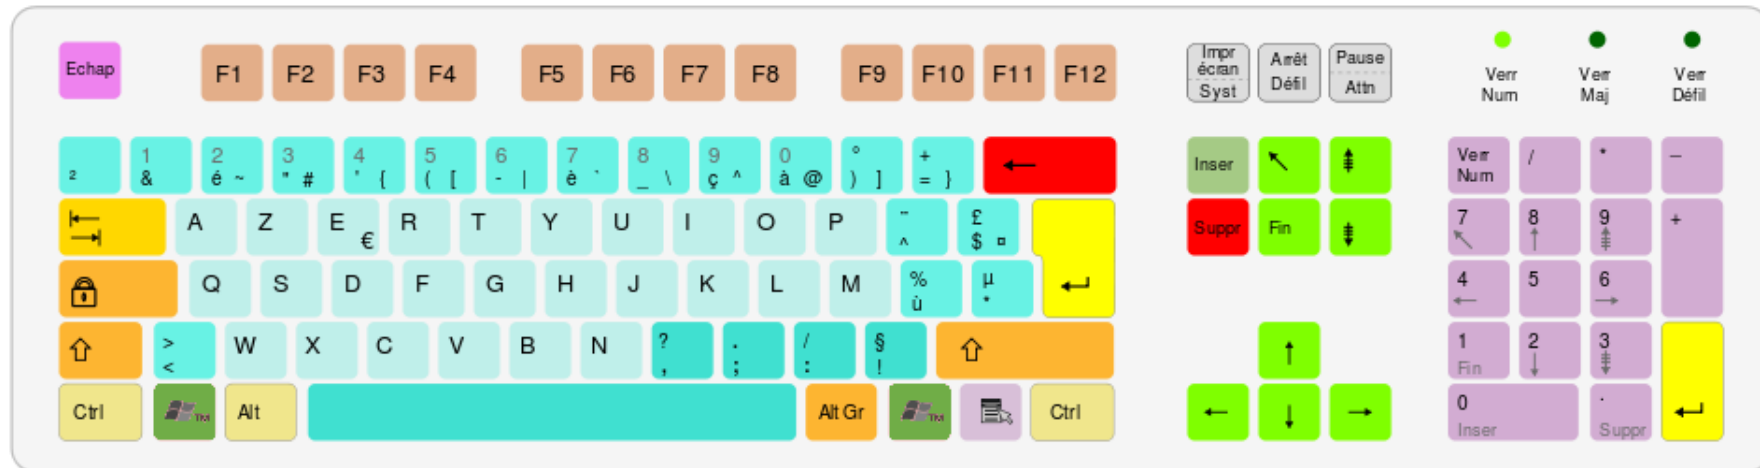 Echap F1 F2 F3 F4 F5 F6 F7 F8 F9 F10 F11 F12
Impr
écran
Syst
Arrêt
Défil
Pause
Attn
Verr
Num
Verr
Maj
Verr
Défil
1 2 3 4 5 6 7 8 9 0 ° +
² & é ~ " # ' { ( [ - | è ` _ \ ç ^ à @ ) ] = }
←
Inser ↖ ⇞
Verr
Num
/ * −
A Z E € R T Y U I O P ¨ £
^ $ ¤
Suppr Fin ⇟
7 8 9 +
↖ ↑ ⇞
Q S D F G H J K L M % µ
ù *
↵
4 5 6
← →
⇧ > W X C V B N ? . / § ⇧
< , ; : !
↑
1 2 3
Fin ↓ ⇟
Ctrl TM Alt Alt Gr TM Ctrl
← ↓ →
0 .
Inser Suppr
↵